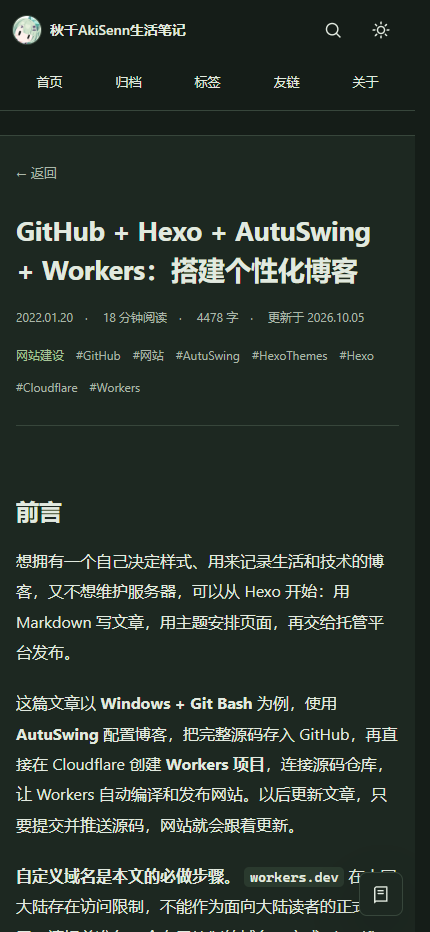 秋千AkiSenn生活笔记
首页 归档 标签 友链 关于
← 返回
GitHub + Hexo + AutuSwing
+ Workers：搭建个性化博客
2022.01.20 · 18 分钟阅读 · 4478 字 · 更新于 2026.10.05
网站建设 #GitHub #网站 #AutuSwing #HexoThemes #Hexo
#Cloudflare #Workers
前言
想拥有一个自己决定样式、用来记录生活和技术的博
客，又不想维护服务器，可以从 Hexo 开始：用
Markdown 写文章，用主题安排页面，再交给托管平
台发布。
这篇文章以 Windows + Git Bash 为例，使用
AutuSwing 配置博客，把完整源码存入 GitHub，再直
接在 Cloudflare 创建 Workers 项目，连接源码仓库，
让 Workers 自动编译和发布网站。以后更新文章，只
要提交并推送源码，网站就会跟着更新。
自定义域名是本文的必做步骤。 workers.dev 在
大陆存在访问限制，不能作为面向大陆读者的正式